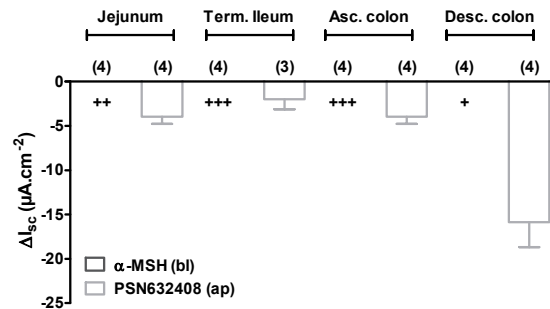 Jejunum Term. Ileum Asc. colon Desc. colon
(4) (4) (4) (3) (4) (4) (4) (4)
0
++ +++ +++ +
-5
-10
-15
-20
-25
ΔIsc (µA.cm-2)
α-MSH (bl)
PSN632408 (ap)